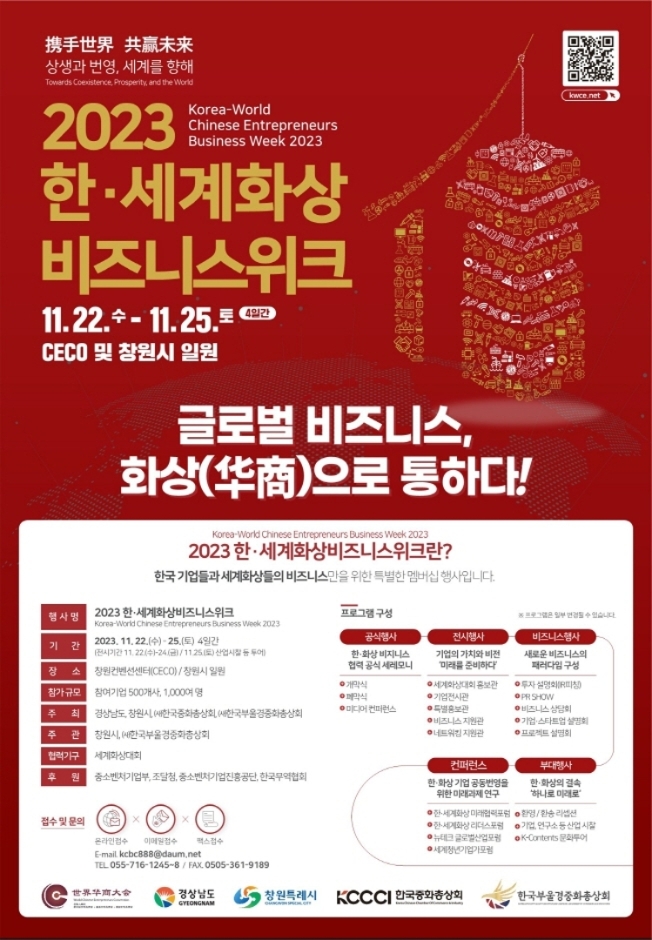 携手世界 共赢未来
상생과 번영, 세계를 향해
Towards Coexistence, Prosperity, and the World
kwce.net
2023
Korea-World
Chinese Entrepreneurs
Business Week 2023
한·세계화상
비즈니스위크
11.22.수 - 11.25.토 4일간
CECO 및 창원시 일원
글로벌 비즈니스,
화상(华商)으로 통하다!
Korea-World Chinese Entrepreneurs Business Week 2023
2023 한·세계화상비즈니스위크란?
한국 기업들과 세계화상들의 비즈니스만을 위한 특별한 멤버십 행사입니다.
행 사 명 2023 한·세계화상비즈니스위크
Korea-World Chinese Entrepreneurs Business Week 2023
기 간 2023. 11. 22.(수) - 25.(토) 4일간
(전시기간 11. 22.(수)-24.(금) / 11.25.(토) 산업시찰 등 투어)
장 소 창원컨벤션센터(CECO) / 창원시 일원
참가규모 참여기업 500개사, 1,000여 명
주 최 경상남도, 창원시, ㈔한국중화총상회, ㈔한국부울경중화총상회
주 관 창원시, ㈔한국부울경중화총상회
협력기구 세계화상대회
후 원 중소벤처기업부, 조달청, 중소벤처기업진흥공단, 한국무역협회
접수 및 문의
온라인접수 × 이메일접수 × 팩스접수
E-mail. kcbc888@daum.net
TEL. 055-716-1245~8 / FAX. 0505-361-9189
프로그램 구성
※ 프로그램은 일부 변경될 수 있습니다.
공식행사
한·화상 비지니스
협력 공식 세레모니
개막식
폐막식
미디어 컨퍼런스
전시행사
기업의 가치와 비전
'미래를 준비하다'
세계화상대회 홍보관
기업전시관
특별홍보관
비즈니스 지원관
네트워킹 지원관
비즈니스행사
새로운 비즈니스의
패러다임 구성
투자 설명회(IR피칭)
PR SHOW
비즈니스 상담회
기업·스타트업 설명회
프로젝트 설명회
컨퍼런스
한·화상 기업 공동번영을
위한 미래과제 연구
한·세계화상 미래협력포럼
한·세계화상 리더스포럼
뉴테크 글로벌산업포럼
세계청년기업가포럼
부대행사
한·화상의 결속
'하나로 미래로'
환영 / 환송 리셉션
기업, 연구소 등 산업 시찰
K-Contents 문화투어
世界华商大会
경상남도
GYEONGNAM
창원특례시
CHANGWON SPECIAL CITY
KCCCI 한국중화총상회
한국부울경중화총상회